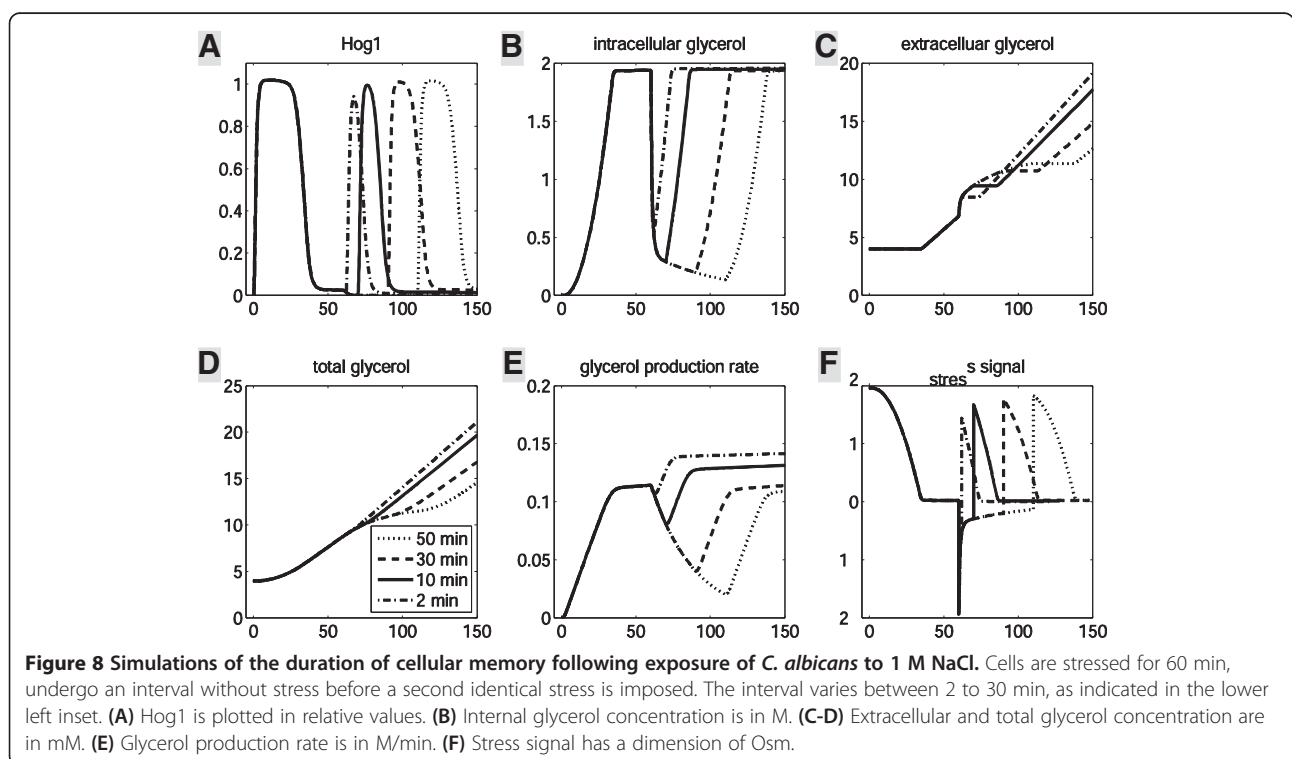 A
Hog1
B
intracellular glycerol
C
extracelluar glycerol
1
0.8
0.6
0.4
0.2
0
0 50 100 150
2
1.5
1
0.5
0
0 50 100 150
20
15
10
5
0
0 50 100 150
D
total glycerol
E
glycerol production rate
F
stress signal
25
20
15
10
5
0
0 50 100 150
50 min
30 min
10 min
2 min
0.2
0.15
0.1
0.05
0
0 50 100 150
2
1
0
1
2
0 50 100 150
Figure 8 Simulations of the duration of cellular memory following exposure of C. albicans to 1 M NaCl. Cells are stressed for 60 min,
undergo an interval without stress before a second identical stress is imposed. The interval varies between 2 to 30 min, as indicated in the lower
left inset. (A) Hog1 is plotted in relative values. (B) Internal glycerol concentration is in M. (C-D) Extracellular and total glycerol concentration are
in mM. (E) Glycerol production rate is in M/min. (F) Stress signal has a dimension of Osm.